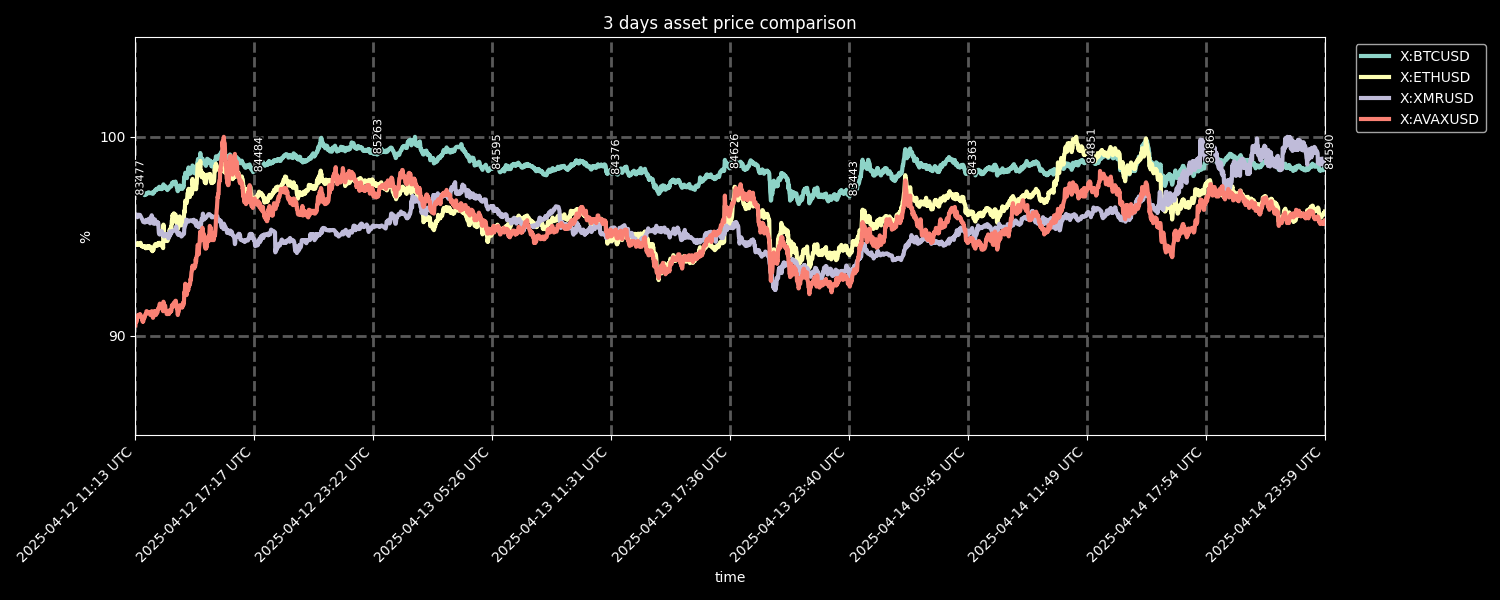 3 days asset price comparison
X:BTCUSD
X:ETHUSD
X:XMRUSD
X:AVAXUSD
100
90
%
83477
84484
85263
84595
84376
84626
83413
84363
84851
84869
84590
2025-04-12 11:13 UTC
2025-04-12 17:17 UTC
2025-04-12 23:22 UTC
2025-04-13 05:26 UTC
2025-04-13 11:31 UTC
2025-04-13 17:36 UTC
2025-04-13 23:40 UTC
2025-04-14 05:45 UTC
2025-04-14 11:49 UTC
2025-04-14 17:54 UTC
2025-04-14 23:59 UTC
time